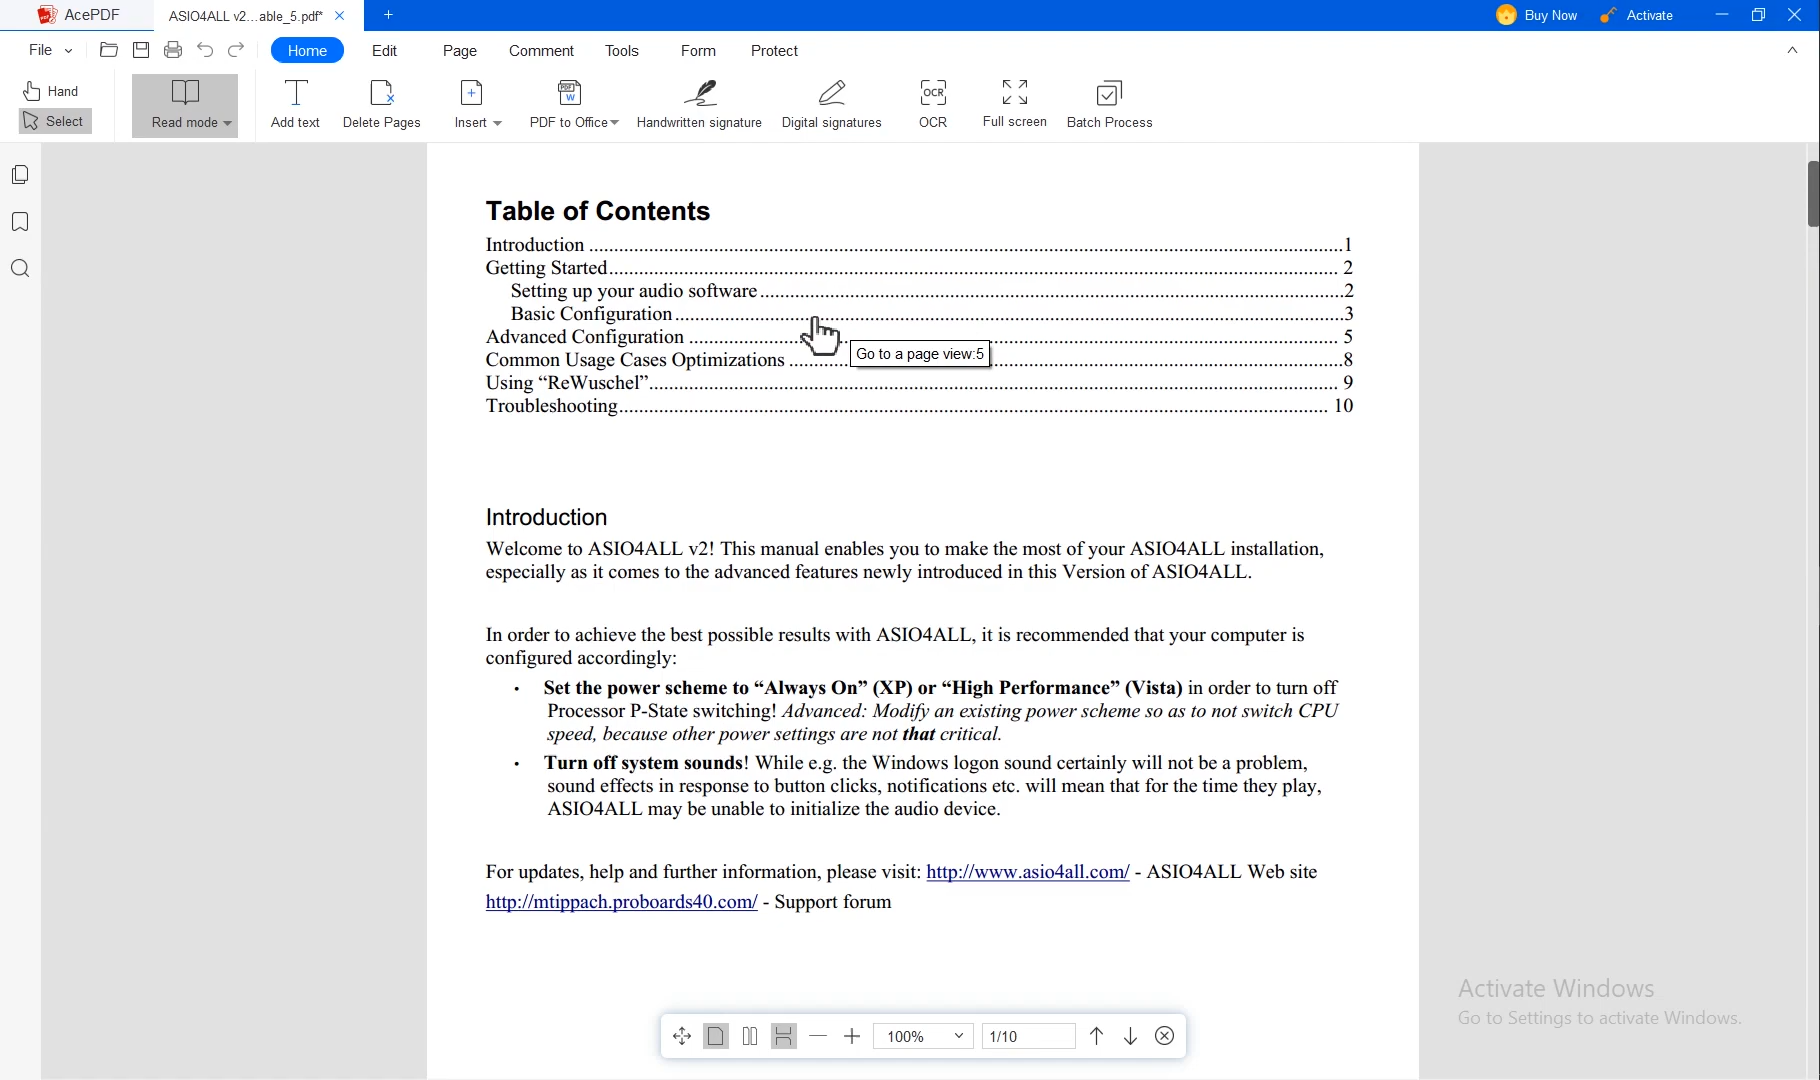 AcePDF
ASIO4ALL v2...able_5.pdf*
Buy Now
Activate
File
Home
Edit
Page
Comment
Tools
Form
Protect
Hand
Select
Read mode
Add text
Delete Pages
Insert
PDF to Office
Handwritten signature
Digital signatures
OCR
OCR
Full screen
Batch Process
Table of Contents
Introduction ........ 1
Getting Started ........ 2
Setting up your audio software ........ 2
Basic Configuration ........ 3
Advanced Configuration ........ 5
Go to a page view:5
Common Usage Cases Optimizations ........ 8
Using “ReWuschel” ........ 9
Troubleshooting ........ 10
Introduction
Welcome to ASIO4ALL v2! This manual enables you to make the most of your ASIO4ALL installation,
especially as it comes to the advanced features newly introduced in this Version of ASIO4ALL.
In order to achieve the best possible results with ASIO4ALL, it is recommended that your computer is
configured accordingly:
• Set the power scheme to “Always On” (XP) or “High Performance” (Vista) in order to turn off
Processor P-State switching! Advanced: Modify an existing power scheme so as to not switch CPU
speed, because other power settings are not that critical.
• Turn off system sounds! While e.g. the Windows logon sound certainly will not be a problem,
sound effects in response to button clicks, notifications etc. will mean that for the time they play,
ASIO4ALL may be unable to initialize the audio device.
For updates, help and further information, please visit: http://www.asio4all.com/ - ASIO4ALL Web site
http://mtippach.proboards40.com/ - Support forum
Activate Windows
Go to Settings to activate Windows.
100%
1/10